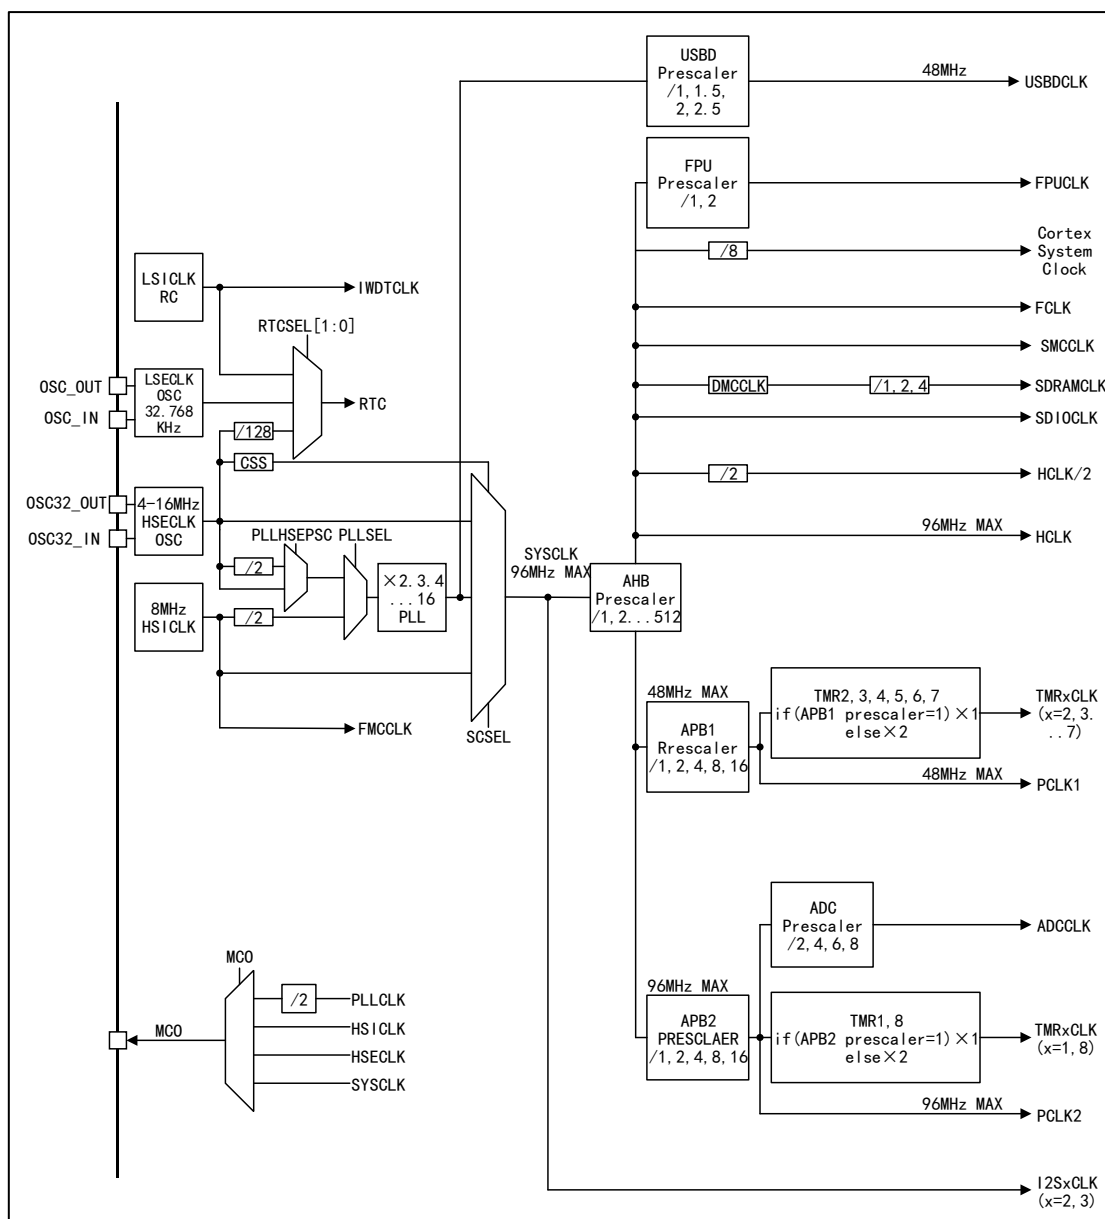 USBD
Prescaler
/1, 1.5,
2, 2.5
48MHz
USBDCLK
FPU
Prescaler
/1, 2
FPUCLK
/8
Cortex
System
Clock
LSICLK
RC
IWDTCLK
FCLK
RTCSEL[1:0]
SMCCLK
OSC_OUT
OSC_IN
LSECLK
OSC
32.768
KHz
RTC
DMCCLK
/1, 2, 4
SDRAMCLK
SDIOCLK
/128
CSS
/2
HCLK/2
OSC32_OUT
OSC32_IN
4-16MHz
HSECLK
OSC
96MHz MAX
HCLK
PLLHSEPSC
PLLSEL
/2
SYSCLK
96MHz MAX
×2. 3. 4
...16
PLL
AHB
Prescaler
/1, 2...512
8MHz
HSICLK
/2
FMCCLK
SCSEL
48MHz MAX
APB1
Rrescaler
/1, 2, 4, 8, 16
TMR2, 3, 4, 5, 6, 7
if(APB1 prescaler=1)×1
else×2
TMRxCLK
(x=2, 3.
..7)
48MHz MAX
PCLK1
ADC
Prescaler
/2, 4, 6, 8
ADCCLK
MCO
/2
PLLCLK
HSICLK
HSECLK
SYSCLK
MCO
96MHz MAX
APB2
PRESCLAER
/1, 2, 4, 8, 16
TMR1, 8
if(APB2 prescaler=1)×1
else×2
TMRxCLK
(x=1, 8)
96MHz MAX
PCLK2
I2SxCLK
(x=2, 3)